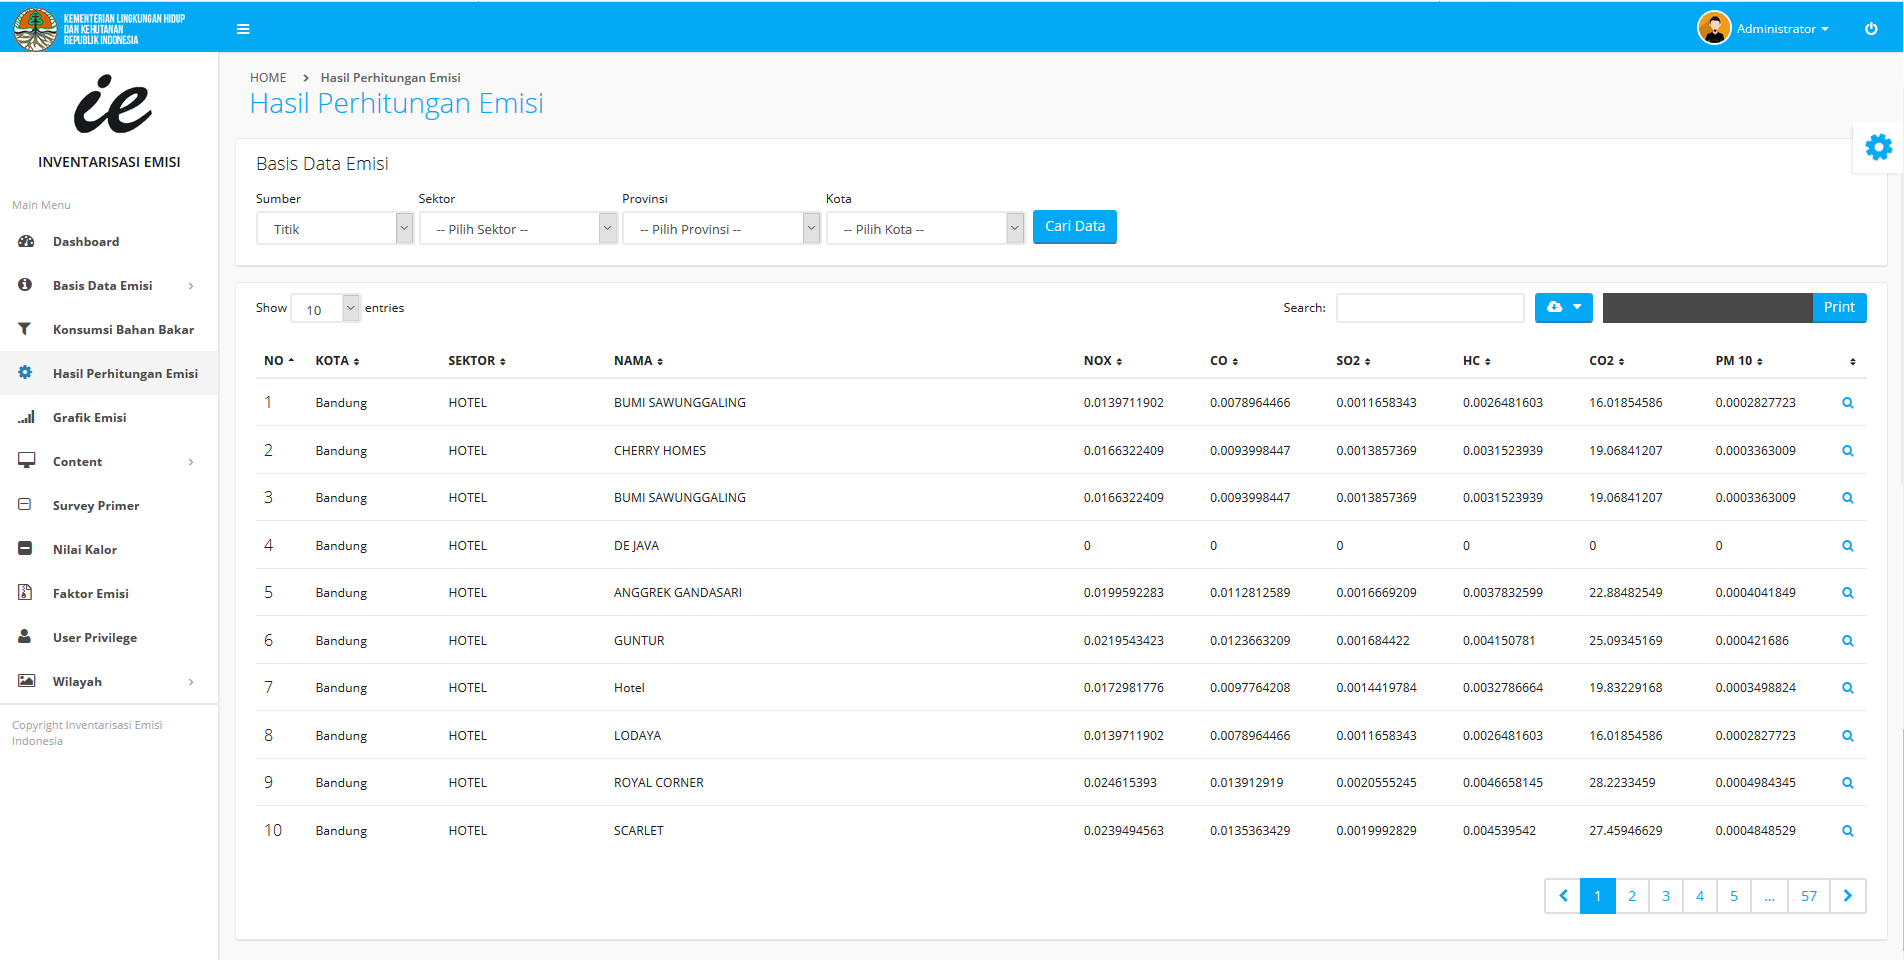 KEMENTERIAN LINGKUNGAN HIDUP
DAN KEHUTANAN
REPUBLIK INDONESIA
Administrator
ie
INVENTARISASI EMISI
Main Menu
Dashboard
Basis Data Emisi
Konsumsi Bahan Bakar
Hasil Perhitungan Emisi
Grafik Emisi
Content
Survey Primer
Nilai Kalor
Faktor Emisi
User Privilege
Wilayah
Copyright Inventarisasi Emisi
Indonesia
HOME > Hasil Perhitungan Emisi
Hasil Perhitungan Emisi
Basis Data Emisi
Sumber Sektor Provinsi Kota
Titik -- Pilih Sektor -- -- Pilih Provinsi -- -- Pilih Kota -- Cari Data
Show 10 entries Search: Print
NO KOTA SEKTOR NAMA NOX CO SO2 HC CO2 PM 10
1 Bandung HOTEL BUMI SAWUNGGALING 0.0139711902 0.0078964466 0.0011658343 0.0026481603 16.01854586 0.0002827723
2 Bandung HOTEL CHERRY HOMES 0.0166322409 0.0093998447 0.0013857369 0.0031523939 19.06841207 0.0003363009
3 Bandung HOTEL BUMI SAWUNGGALING 0.0166322409 0.0093998447 0.0013857369 0.0031523939 19.06841207 0.0003363009
4 Bandung HOTEL DE JAVA 0 0 0 0 0 0
5 Bandung HOTEL ANGGREK GANDASARI 0.0199592283 0.0112812589 0.0016669209 0.0037832599 22.88482549 0.0004041849
6 Bandung HOTEL GUNTUR 0.0219543423 0.0123663209 0.001684422 0.004150781 25.09345169 0.000421686
7 Bandung HOTEL Hotel 0.0172981776 0.0097764208 0.0014419784 0.0032786664 19.83229168 0.0003498824
8 Bandung HOTEL LODAYA 0.0139711902 0.0078964466 0.0011658343 0.0026481603 16.01854586 0.0002827723
9 Bandung HOTEL ROYAL CORNER 0.024615393 0.013912919 0.0020555245 0.0046658145 28.2233459 0.0004984345
10 Bandung HOTEL SCARLET 0.0239494563 0.0135363429 0.0019992829 0.004539542 27.45946629 0.0004848529
1 2 3 4 5 ... 57